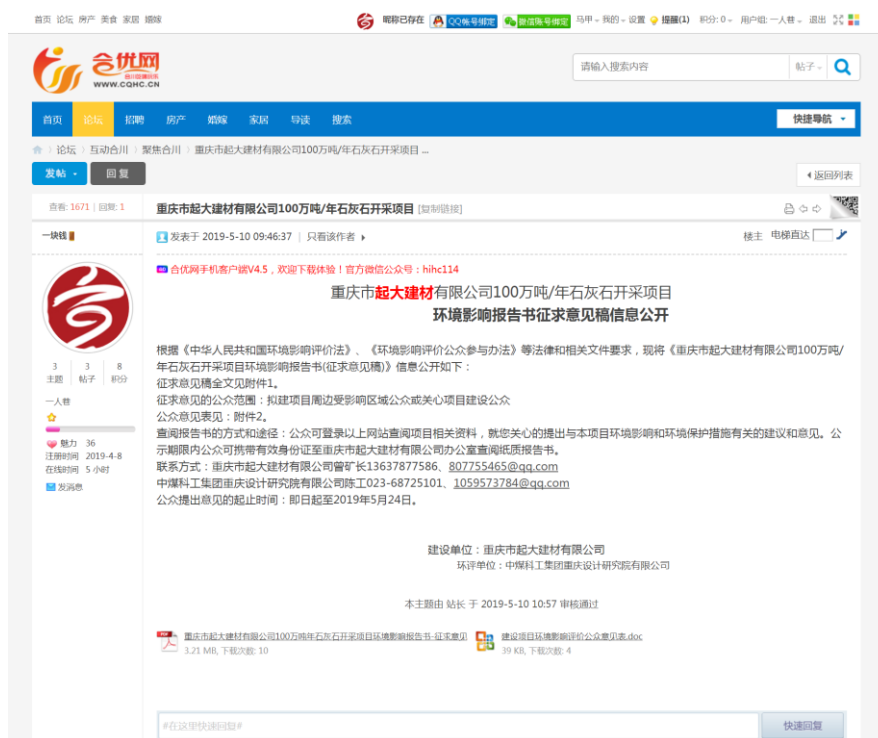 首页 论坛 房产 美食 家居 婚嫁
昵称已存在 QQ帐号绑定 微信账号绑定 马甲 我的 设置 提醒(1) 积分: 0 用户组: 一人巷 退出
合优网
WWW.CQHC.CN
请输入搜索内容 帖子
首页 论坛 招聘 房产 婚嫁 家居 导读 搜索 快捷导航
论坛 互动合川 聚焦合川 重庆市起大建材有限公司100万吨/年石灰石开采项目 ...
发帖 回复 返回列表
查看: 1671 | 回复: 1 重庆市起大建材有限公司100万吨/年石灰石开采项目 [复制链接]
一块钱 发表于 2019-5-10 09:46:37 | 只看该作者 楼主 电梯直达
合优网手机客户端V4.5，欢迎下载体验！官方微信公众号：hihc114
重庆市起大建材有限公司100万吨/年石灰石开采项目
环境影响报告书征求意见稿信息公开
根据《中华人民共和国环境影响评价法》、《环境影响评价公众参与办法》等法律和相关文件要求，现将《重庆市起大建材有限公司100万吨/
年石灰石开采项目环境影响报告书(征求意见稿)》信息公开如下：
征求意见稿全文见附件1。
征求意见的公众范围：拟建项目周边受影响区域公众或关心项目建设公众
公众意见表见：附件2。
查阅报告书的方式和途径：公众可登录以上网站查阅项目相关资料，就您关心的提出与本项目环境影响和环境保护措施有关的建议和意见。公
示期限内公众可携带有效身份证至重庆市起大建材有限公司办公室查阅纸质报告书。
联系方式：重庆市起大建材有限公司曾矿长13637877586、807755465@qq.com
中煤科工集团重庆设计研究院有限公司陈工023-68725101、1059573784@qq.com
公众提出意见的起止时间：即日起至2019年5月24日。
建设单位：重庆市起大建材有限公司
环评单位：中煤科工集团重庆设计研究院有限公司
本主题由 站长 于 2019-5-10 10:57 审核通过
3 3 8
主题 帖子 积分
一人巷
魅力 36
注册时间 2019-4-8
在线时间 5 小时
发消息
重庆市起大建材有限公司100万吨年石灰石开采项目环境影响报告书-征求意见 建设项目环境影响评价公众意见表.doc
3.21 MB, 下载次数: 10 39 KB, 下载次数: 4
#在这里快速回复# 快速回复